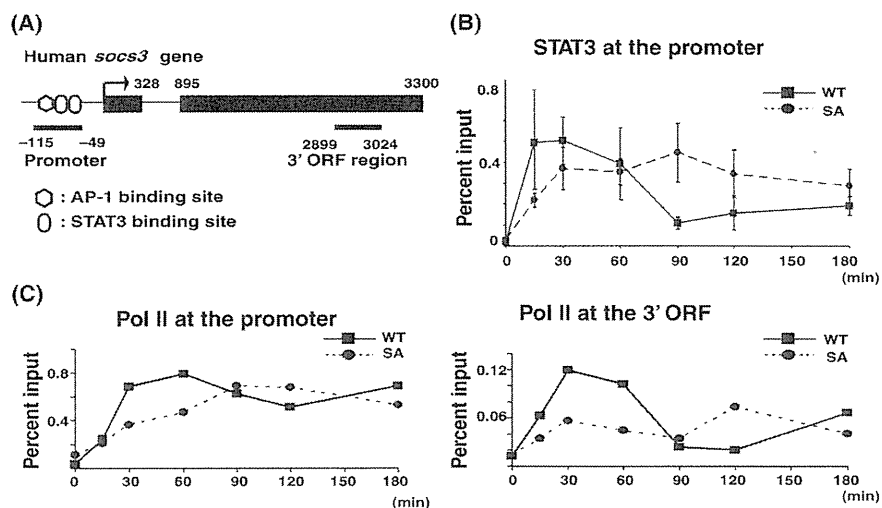 (A)
Human socs3 gene
328 895 3300
−115 −49 2899 3024
Promoter 3' ORF region
: AP-1 binding site
: STAT3 binding site
(B)
STAT3 at the promoter
WT
SA
Percent input
0.8
0.4
0
0 30 60 90 120 150 180
(min)
(C)
Pol II at the promoter
WT
SA
Percent input
0.8
0.4
0 30 60 90 120 150 180
(min)
Pol II at the 3' ORF
WT
SA
Percent input
0.12
0.06
0 30 60 90 120 150 180
(min)